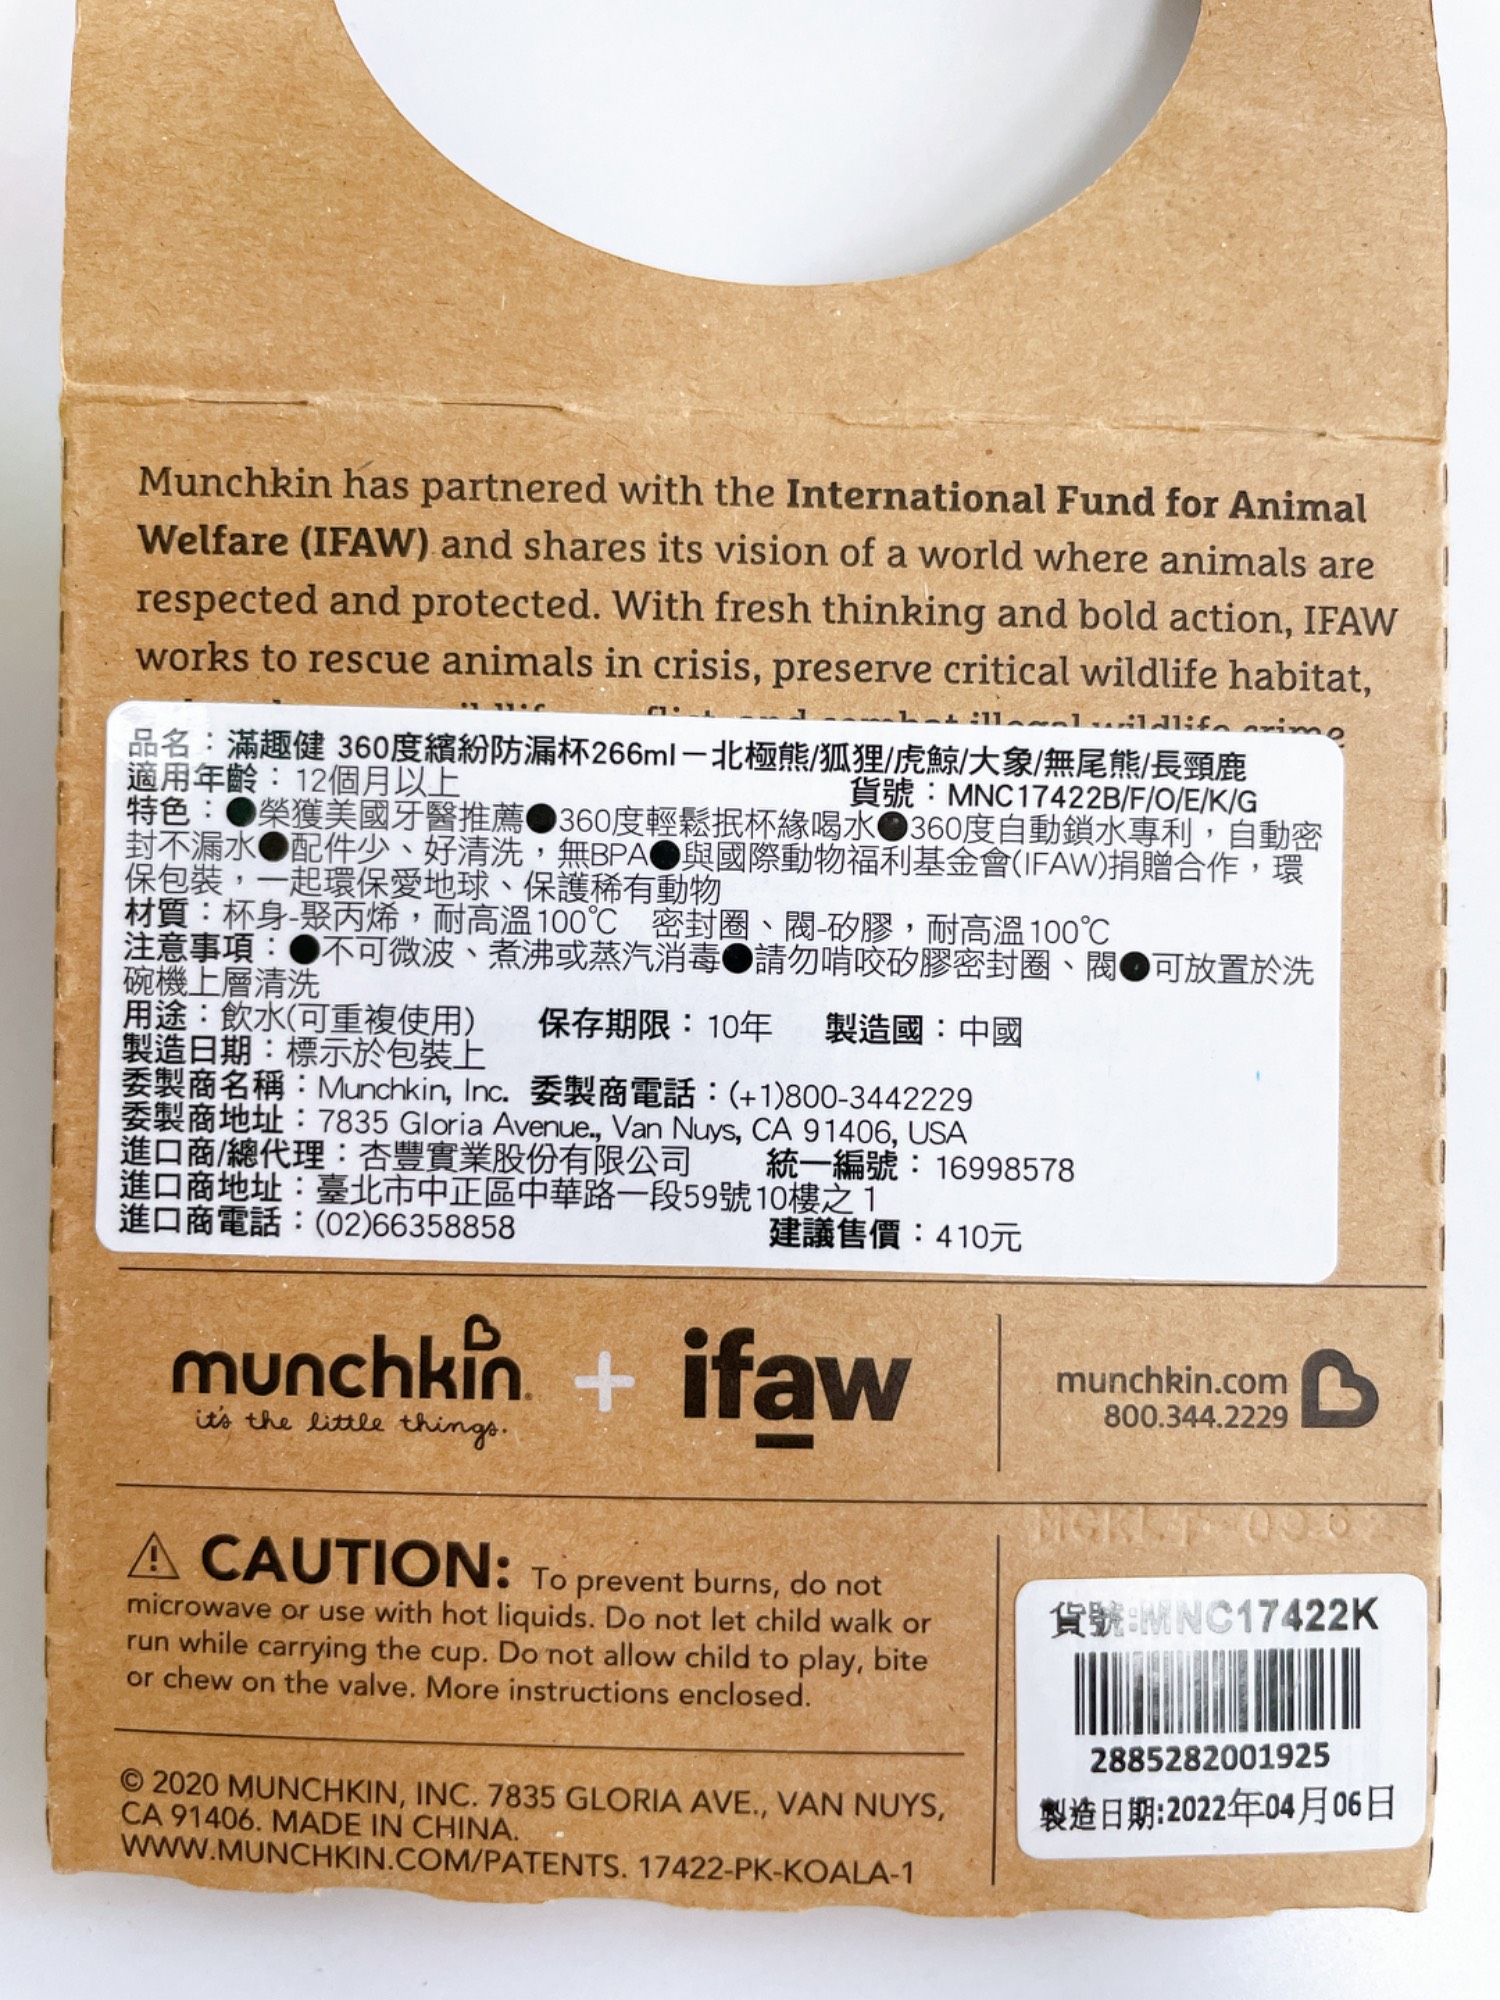 Munchkin has partnered with the International Fund for Animal
Welfare (IFAW) and shares its vision of a world where animals are
respected and protected. With fresh thinking and bold action, IFAW
works to rescue animals in crisis, preserve critical wildlife habitat,
and combat illegal wildlife crime
品名：滿趣健 360度繽紛防漏杯266ml－北極熊/狐狸/虎鯨/大象/無尾熊/長頸鹿
適用年齡：12個月以上 貨號：MNC17422B/F/O/E/K/G
特色：●榮獲美國牙醫推薦●360度輕鬆抿杯緣喝水●360度自動鎖水專利，自動密
封不漏水●配件少、好清洗，無BPA●與國際動物福利基金會(IFAW)捐贈合作，環
保包裝，一起環保愛地球、保護稀有動物
材質：杯身-聚丙烯，耐高溫100℃ 密封圈、閥-矽膠，耐高溫100℃
注意事項：●不可微波、煮沸或蒸汽消毒●請勿啃咬矽膠密封圈、閥●可放置於洗
碗機上層清洗
用途：飲水(可重複使用) 保存期限：10年 製造國：中國
製造日期：標示於包裝上
委製商名稱：Munchkin, Inc. 委製商電話：(+1)800-3442229
委製商地址：7835 Gloria Avenue., Van Nuys, CA 91406, USA
進口商/總代理：杏豐實業股份有限公司 統一編號：16998578
進口商地址：臺北市中正區中華路一段59號10樓之1
進口商電話：(02)66358858 建議售價：410元
munchkin® + ifaw
it's the little things.
munchkin.com
800.344.2229
⚠ CAUTION: To prevent burns, do not
microwave or use with hot liquids. Do not let child walk or
run while carrying the cup. Do not allow child to play, bite
or chew on the valve. More instructions enclosed.
© 2020 MUNCHKIN, INC. 7835 GLORIA AVE., VAN NUYS,
CA 91406. MADE IN CHINA.
WWW.MUNCHKIN.COM/PATENTS. 17422-PK-KOALA-1
貨號:MNC17422K
2885282001925
製造日期:2022年04月06日